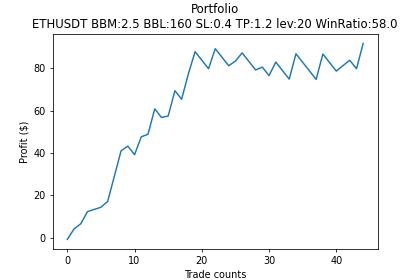 Portfolio
ETHUSDT BBM:2.5 BBL:160 SL:0.4 TP:1.2 lev:20 WinRatio:58.0
80
60
40
20
0
Profit ($)
0 10 20 30 40
Trade counts